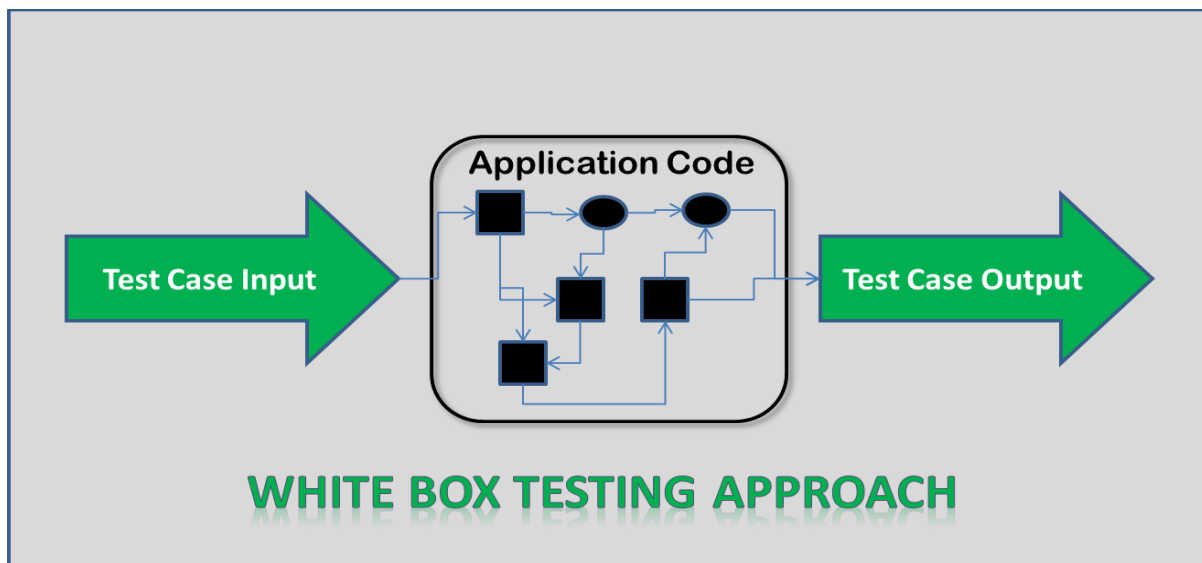 Application Code
Test Case Input
Test Case Output
WHITE BOX TESTING APPROACH